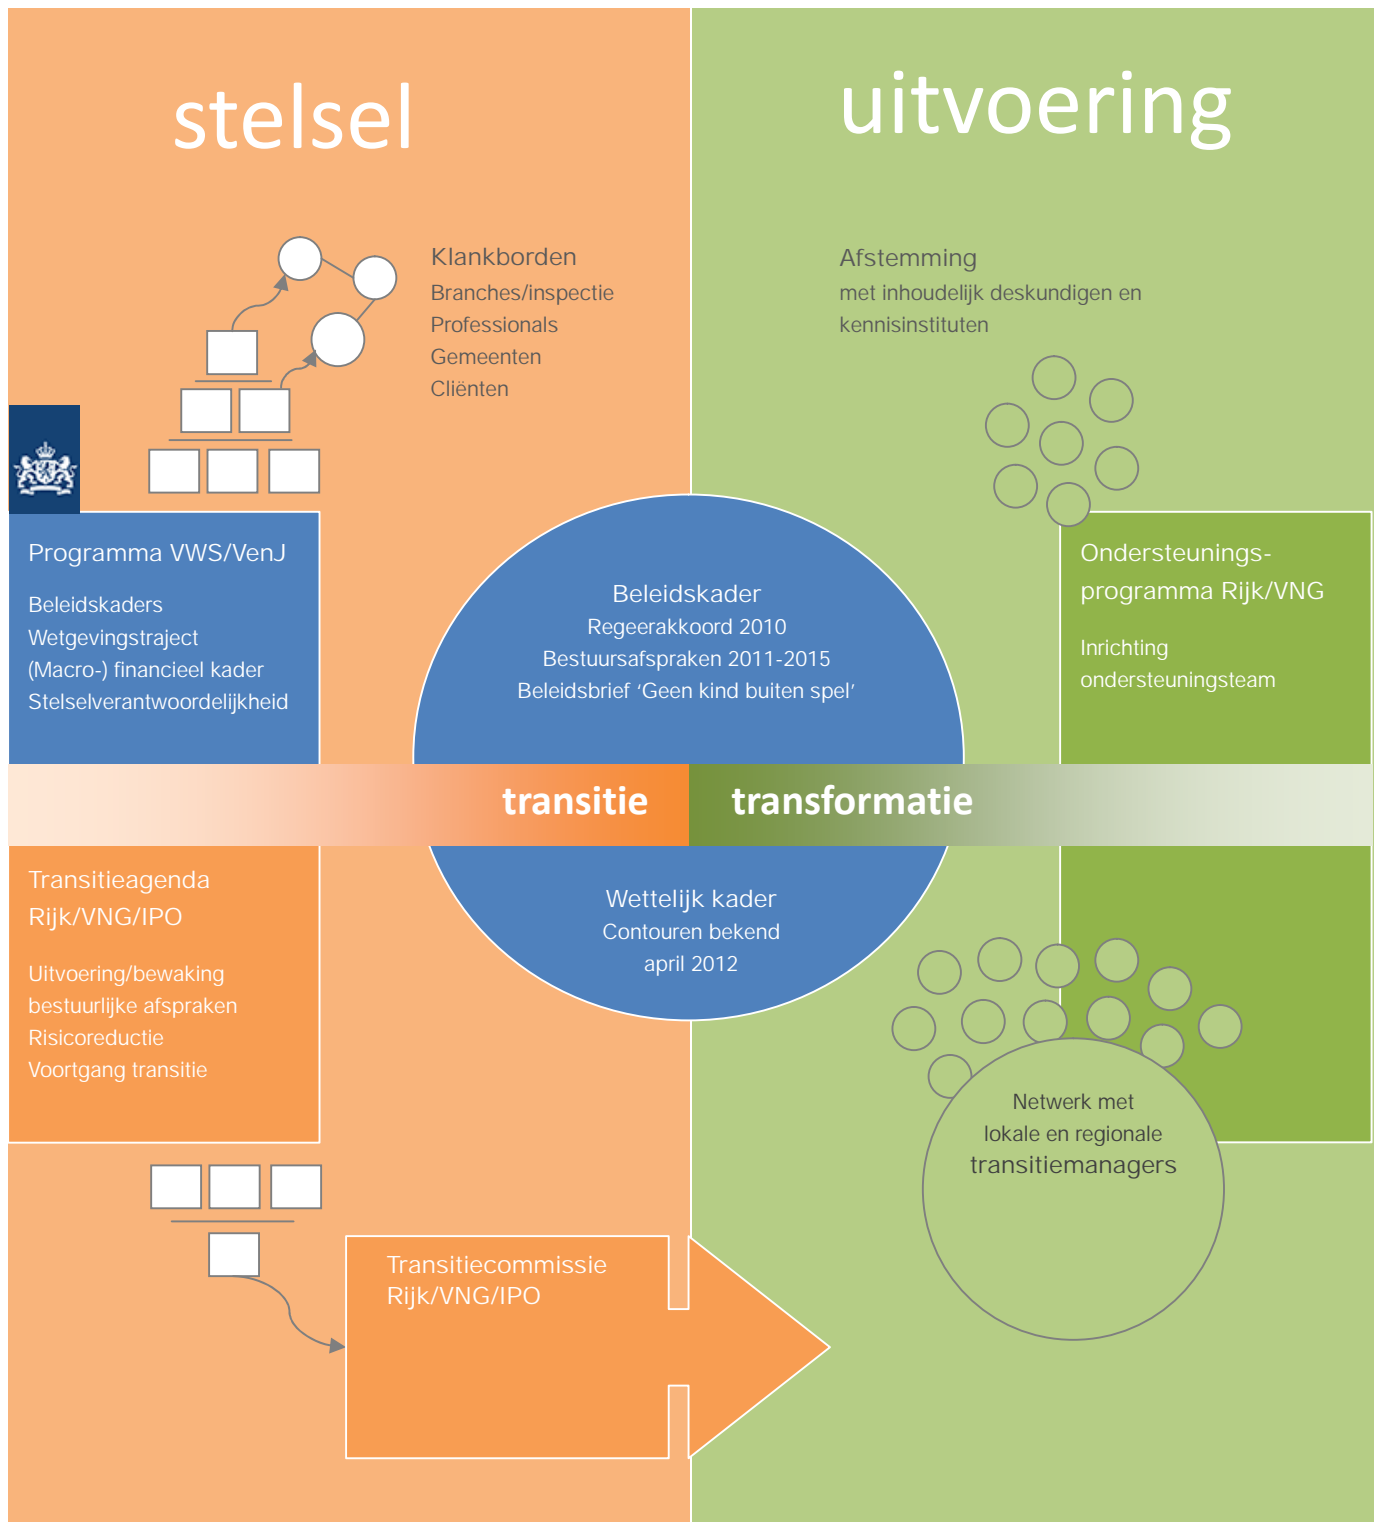 stelsel
uitvoering
Klankborden
Branches/inspectie
Professionals
Gemeenten
Cliënten
Afstemming
met inhoudelijk deskundigen en
kennisinstituten
Programma VWS/VenJ
Beleidskaders
Wetgevingstraject
(Macro-) financieel kader
Stelselverantwoordelijkheid
Beleidskader
Regeerakkoord 2010
Bestuursafspraken 2011-2015
Beleidsbrief ‘Geen kind buiten spel’
Ondersteunings-
programma Rijk/VNG
Inrichting
ondersteuningsteam
transitie
transformatie
Transitieagenda
Rijk/VNG/IPO
Uitvoering/bewaking
bestuurlijke afspraken
Risicoreductie
Voortgang transitie
Wettelijk kader
Contouren bekend
april 2012
Netwerk met
lokale en regionale
transitiemanagers
Transitiecommissie
Rijk/VNG/IPO